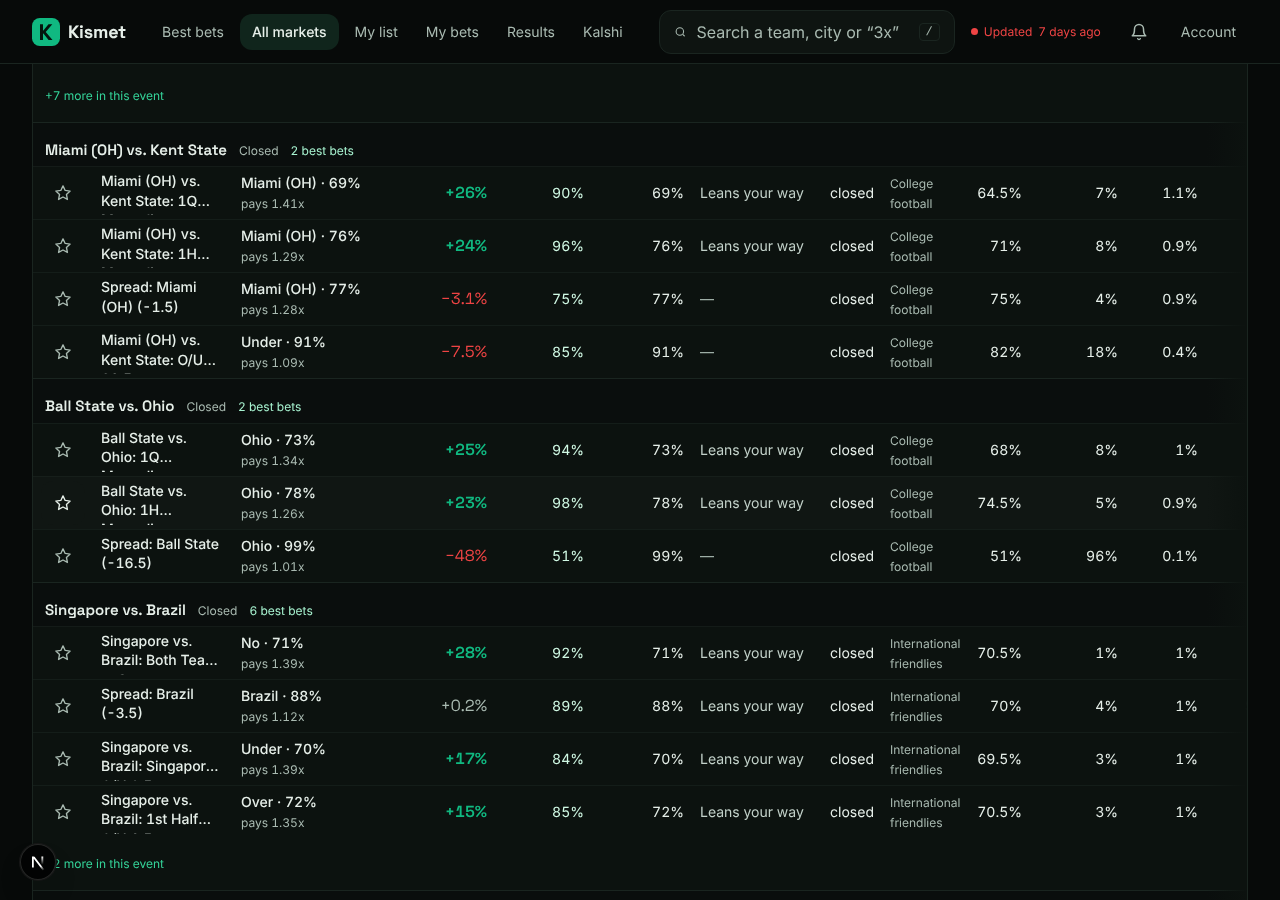 K Kismet Best bets All markets My list My bets Results Kalshi Search a team, city or “3x” / Updated 7 days ago Account
+7 more in this event
Miami (OH) vs. Kent State Closed 2 best bets
Miami (OH) vs.
Kent State: 1Q...
Miami (OH) · 69%
pays 1.41x
+26% 90% 69% Leans your way closed
College
football
64.5% 7% 1.1%
Miami (OH) vs.
Kent State: 1H...
Miami (OH) · 76%
pays 1.29x
+24% 96% 76% Leans your way closed
College
football
71% 8% 0.9%
Spread: Miami
(OH) (-1.5)
Miami (OH) · 77%
pays 1.28x
−3.1% 75% 77% — closed
College
football
75% 4% 0.9%
Miami (OH) vs.
Kent State: O/U...
Under · 91%
pays 1.09x
−7.5% 85% 91% — closed
College
football
82% 18% 0.4%
Ball State vs. Ohio Closed 2 best bets
Ball State vs.
Ohio: 1Q...
Ohio · 73%
pays 1.34x
+25% 94% 73% Leans your way closed
College
football
68% 8% 1%
Ball State vs.
Ohio: 1H...
Ohio · 78%
pays 1.26x
+23% 98% 78% Leans your way closed
College
football
74.5% 5% 0.9%
Spread: Ball State
(-16.5)
Ohio · 99%
pays 1.01x
−48% 51% 99% — closed
College
football
51% 96% 0.1%
Singapore vs. Brazil Closed 6 best bets
Singapore vs.
Brazil: Both Tea...
No · 71%
pays 1.39x
+28% 92% 71% Leans your way closed
International
friendlies
70.5% 1% 1%
Spread: Brazil
(-3.5)
Brazil · 88%
pays 1.12x
+0.2% 89% 88% Leans your way closed
International
friendlies
70% 4% 1%
Singapore vs.
Brazil: Singapor...
Under · 70%
pays 1.39x
+17% 84% 70% Leans your way closed
International
friendlies
69.5% 3% 1%
Singapore vs.
Brazil: 1st Half...
Over · 72%
pays 1.35x
+15% 85% 72% Leans your way closed
International
friendlies
70.5% 3% 1%
N 2 more in this event